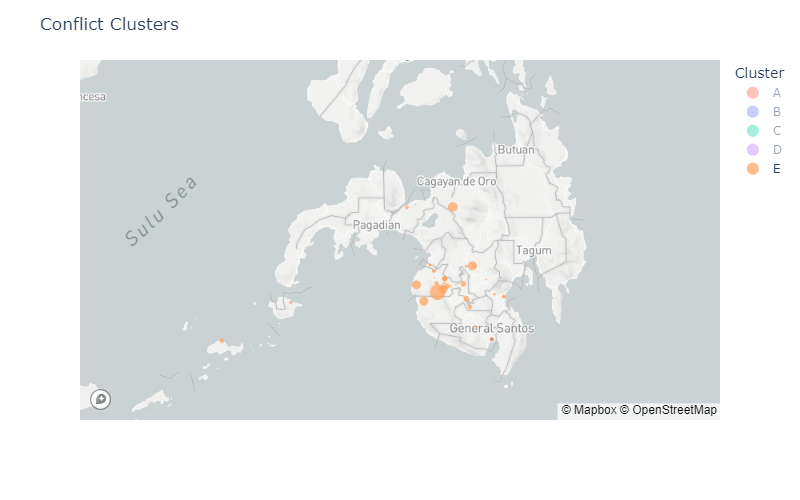 Conflict Clusters
Cluster
A
B
C
D
E
ncesa
Sulu Sea
Butuan
Cagayan de Oro
Pagadian
Tagum
General Santos
© Mapbox © OpenStreetMap